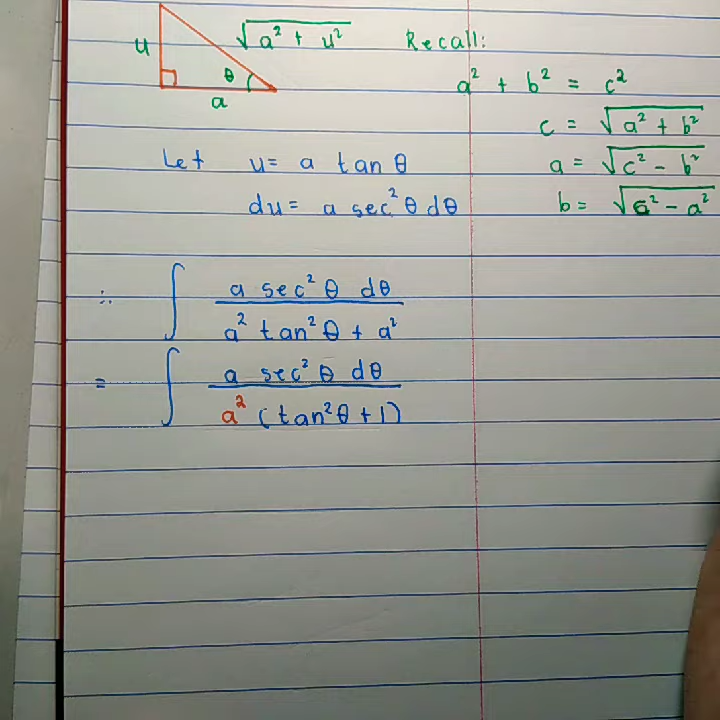 u √(a² + u²) Recall:
θ
a
a² + b² = c²
c = √(a² + b²)
Let u = a tan θ a = √(c² - b²)
du = a sec² θ dθ b = √(c² - a²)
∴ ∫ (a sec² θ dθ) / (a² tan² θ + a²)
= ∫ (a sec² θ dθ) / (a² (tan² θ + 1))